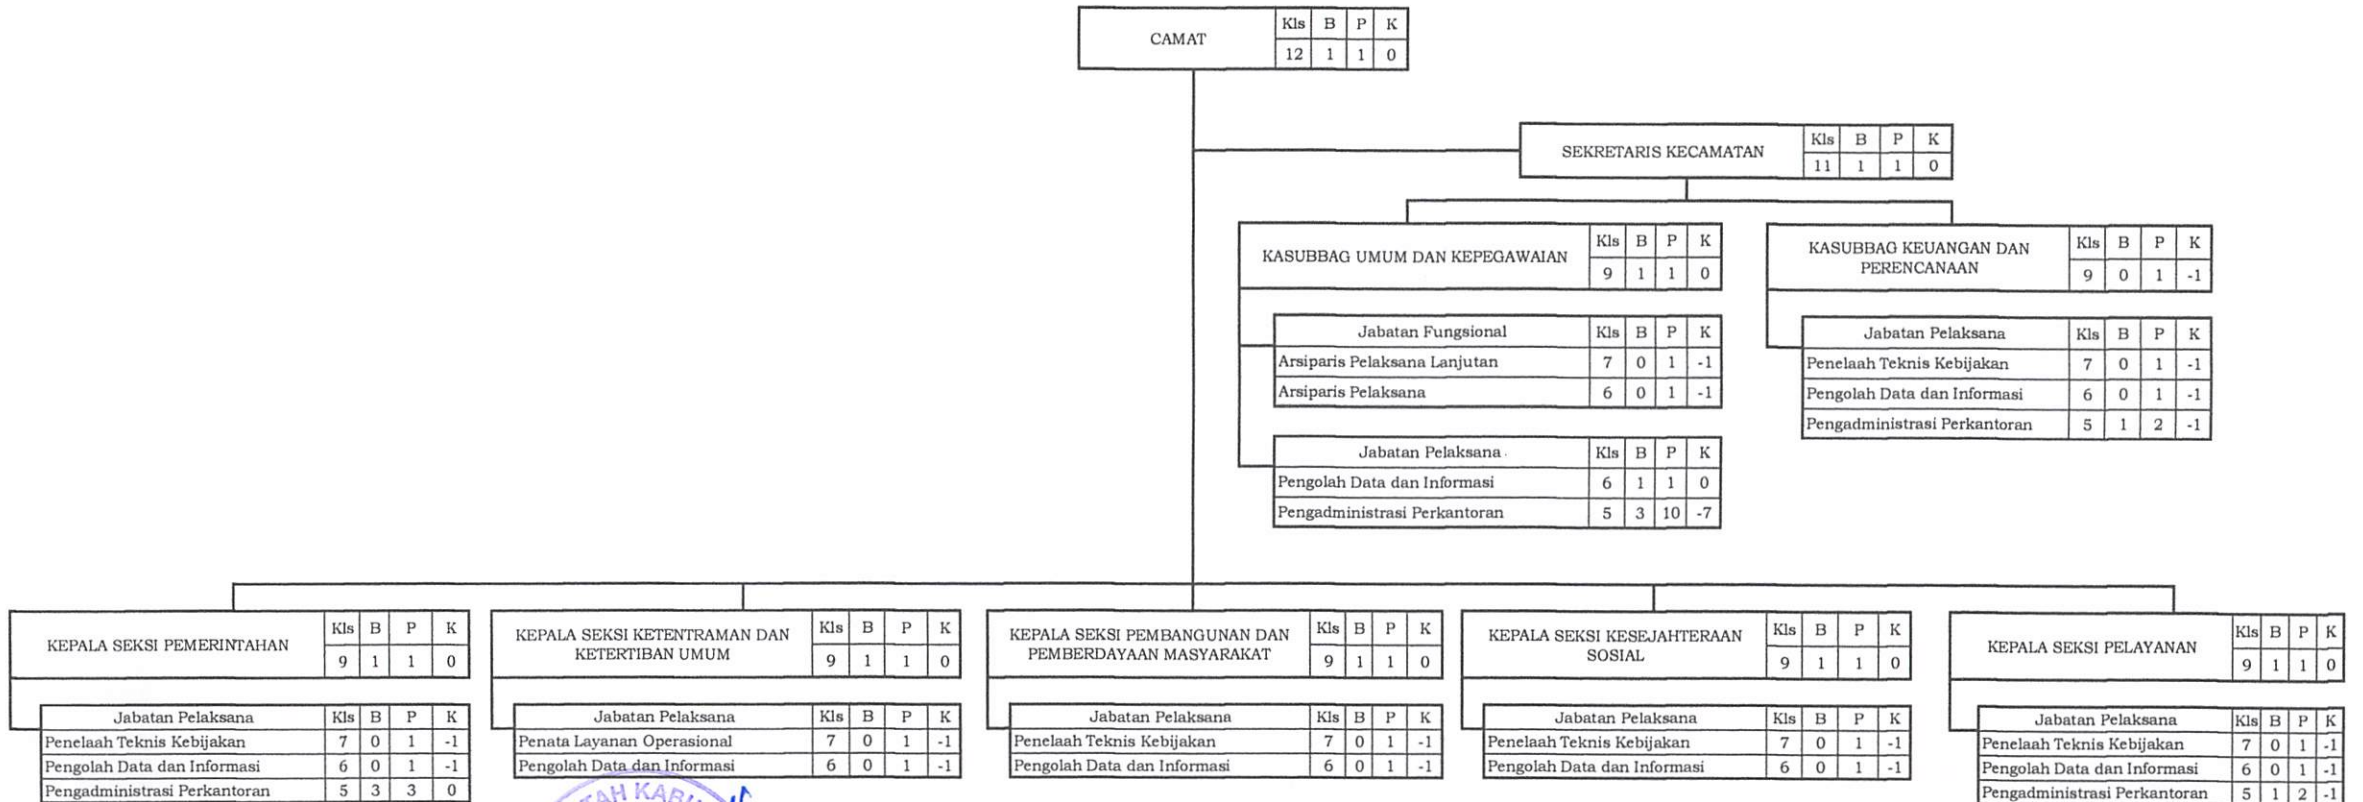 CAMAT Kls B P K
12 1 1 0
SEKRETARIS KECAMATAN Kls B P K
11 1 1 0
KASUBBAG UMUM DAN KEPEGAWAIAN Kls B P K
9 1 1 0
Jabatan Fungsional Kls B P K
Arsiparis Pelaksana Lanjutan 7 0 1 -1
Arsiparis Pelaksana 6 0 1 -1
Jabatan Pelaksana Kls B P K
Pengolah Data dan Informasi 6 1 1 0
Pengadministrasi Perkantoran 5 3 10 -7
KASUBBAG KEUANGAN DAN
PERENCANAAN
Kls B P K
9 0 1 -1
Jabatan Pelaksana Kls B P K
Penelaah Teknis Kebijakan 7 0 1 -1
Pengolah Data dan Informasi 6 0 1 -1
Pengadministrasi Perkantoran 5 1 2 -1
KEPALA SEKSI PEMERINTAHAN Kls B P K
9 1 1 0
Jabatan Pelaksana Kls B P K
Penelaah Teknis Kebijakan 7 0 1 -1
Pengolah Data dan Informasi 6 0 1 -1
Pengadministrasi Perkantoran 5 3 3 0
KEPALA SEKSI KETENTRAMAN DAN
KETERTIBAN UMUM
Kls B P K
9 1 1 0
Jabatan Pelaksana Kls B P K
Penata Layanan Operasional 7 0 1 -1
Pengolah Data dan Informasi 6 0 1 -1
KEPALA SEKSI PEMBANGUNAN DAN
PEMBERDAYAAN MASYARAKAT
Kls B P K
9 1 1 0
Jabatan Pelaksana Kls B P K
Penelaah Teknis Kebijakan 7 0 1 -1
Pengolah Data dan Informasi 6 0 1 -1
KEPALA SEKSI KESEJAHTERAAN
SOSIAL
Kls B P K
9 1 1 0
Jabatan Pelaksana Kls B P K
Penelaah Teknis Kebijakan 7 0 1 -1
Pengolah Data dan Informasi 6 0 1 -1
KEPALA SEKSI PELAYANAN Kls B P K
9 1 1 0
Jabatan Pelaksana Kls B P K
Penelaah Teknis Kebijakan 7 0 1 -1
Pengolah Data dan Informasi 6 0 1 -1
Pengadministrasi Perkantoran 5 1 2 -1